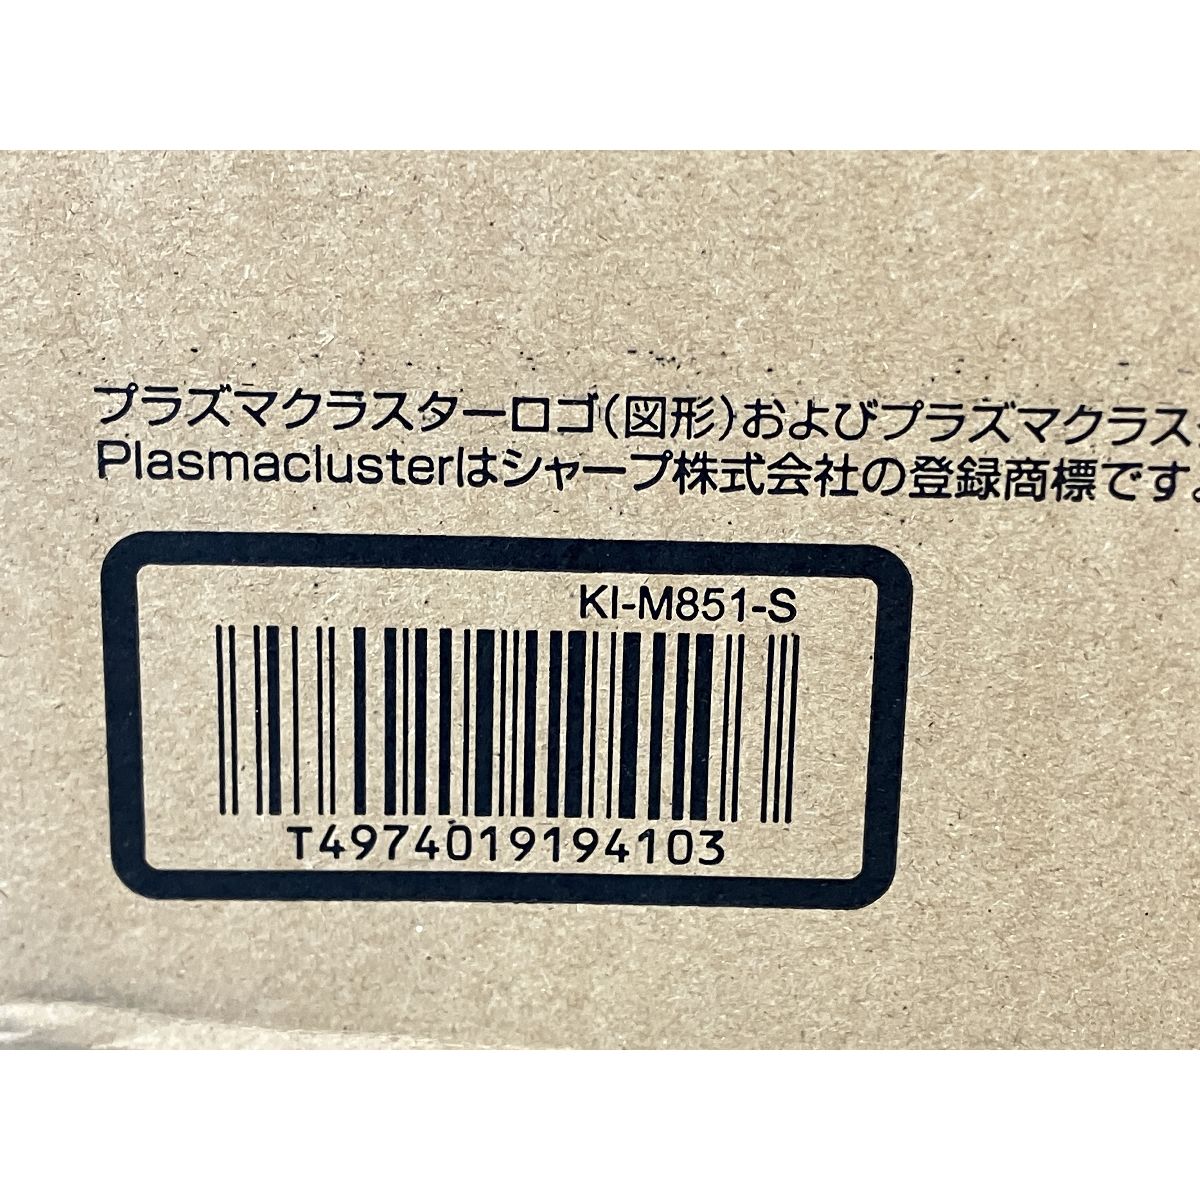 プラズマクラスターロゴ(図形)およびプラズマクラス
Plasmaclusterはシャープ株式会社の登録商標です。
KI-M851-S
T4974019194103